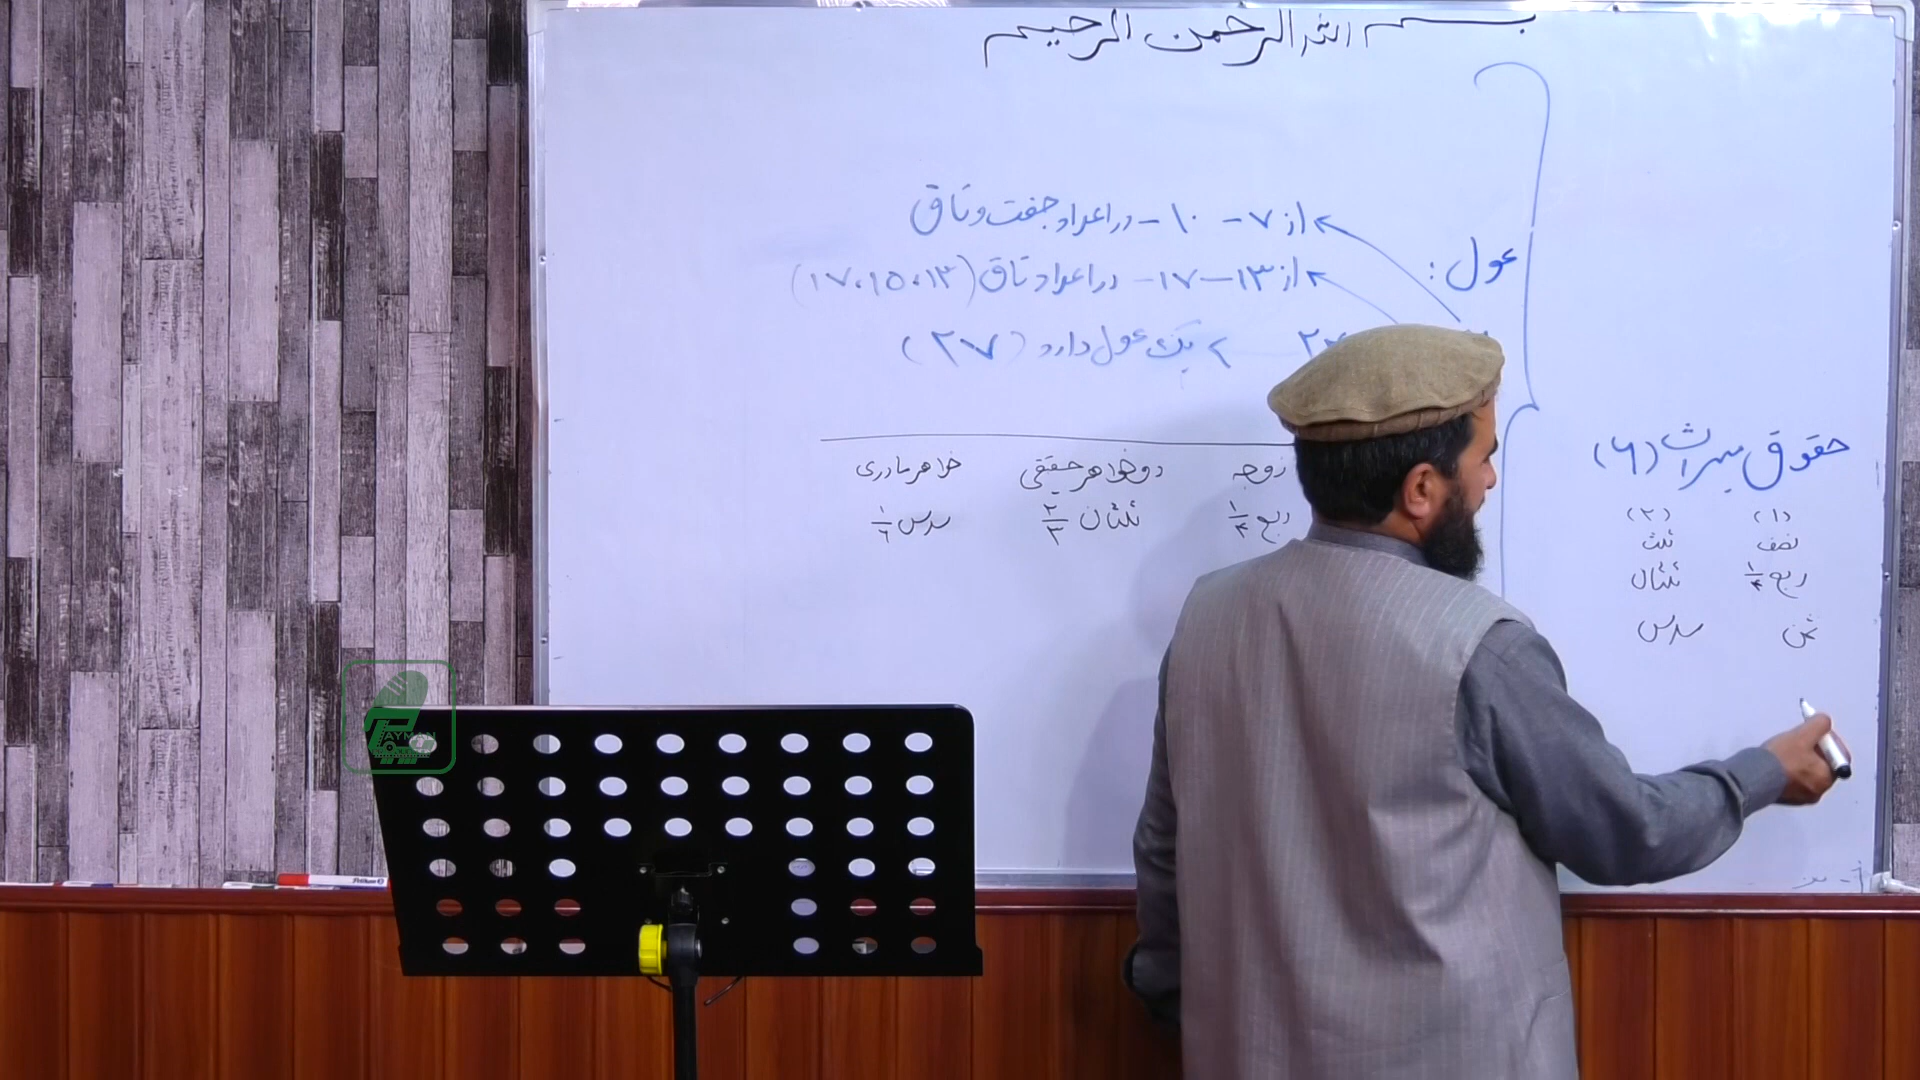 بسم الله الرحمن الرحیم
عول:
از ۷ - ۱۰ - در اعداد جفت و تاق
از ۱۳ - ۱۷ - در اعداد تاق (۱۳، ۱۵، ۱۷)
یک عول دارد (۲۷)
زوجه دو خواهر حقیقی خواهر مادری
ربع ۱/۴ ثلثان ۲/۳ سدس ۱/۶
حقوق میراث (۶)
(۱) (۲)
نصف ثلث
ربع ۱/۴ ثلثان
ثمن سدس
PAYMAN
Pelikan